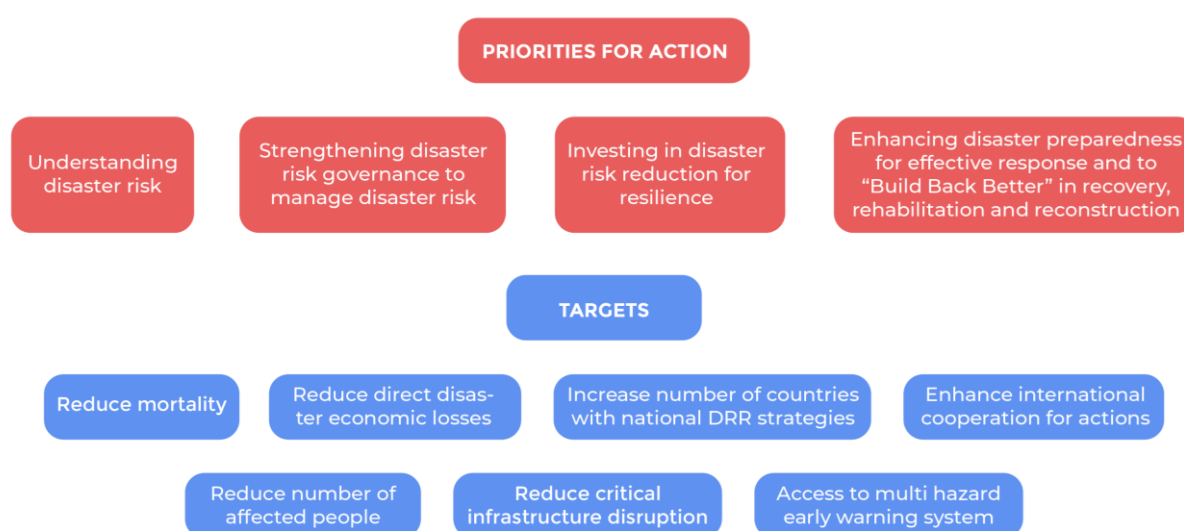 PRIORITIES FOR ACTION
Understanding
disaster risk
Strengthening disaster
risk governance to
manage disaster risk
Investing in disaster
risk reduction for
resilience
Enhancing disaster preparedness
for effective response and to
“Build Back Better” in recovery,
rehabilitation and reconstruction
TARGETS
Reduce mortality
Reduce direct disas-
ter economic losses
Increase number of countries
with national DRR strategies
Enhance international
cooperation for actions
Reduce number of
affected people
Reduce critical
infrastructure disruption
Access to multi hazard
early warning system